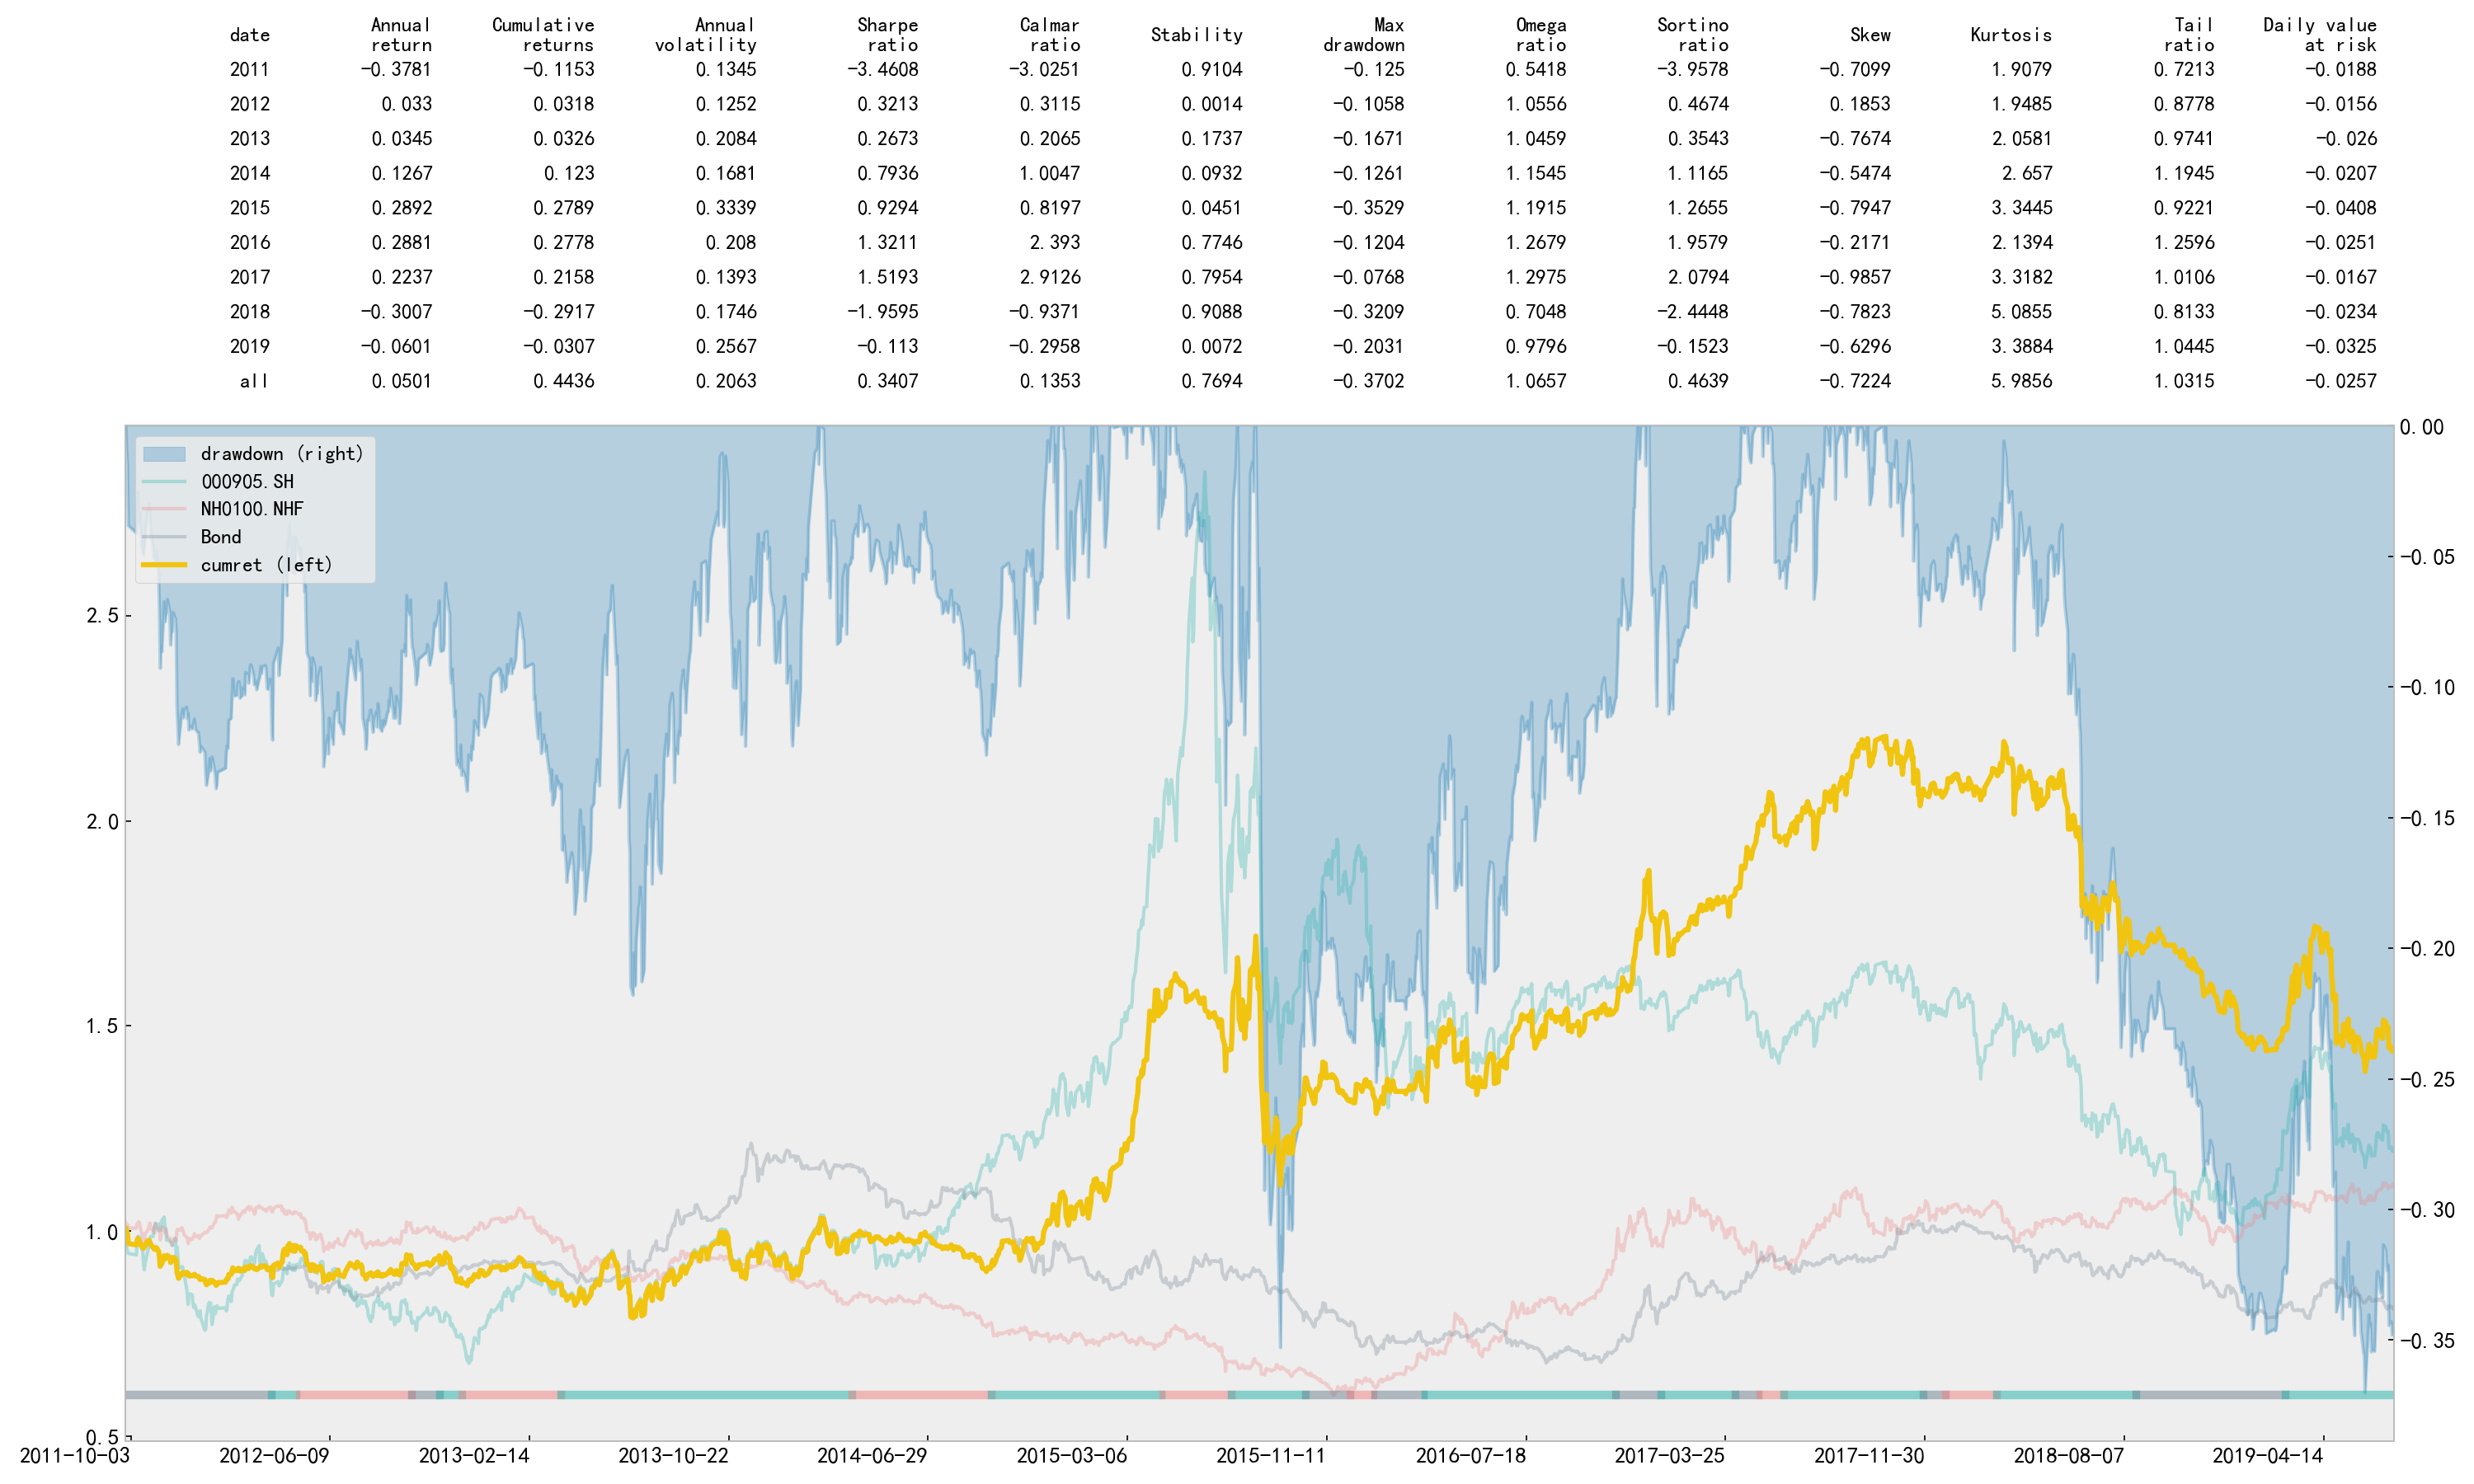 date Annual return Cumulative returns Annual volatility Sharpe ratio Calmar ratio Stability Max drawdown Omega ratio Sortino ratio Skew Kurtosis Tail ratio Daily value at risk
2011 -0.3781 -0.1153 0.1345 -3.4608 -3.0251 0.9104 -0.125 0.5418 -3.9578 -0.7099 1.9079 0.7213 -0.0188
2012 0.033 0.0318 0.1252 0.3213 0.3115 0.0014 -0.1058 1.0556 0.4674 0.1853 1.9485 0.8778 -0.0156
2013 0.0345 0.0326 0.2084 0.2673 0.2065 0.1737 -0.1671 1.0459 0.3543 -0.7674 2.0581 0.9741 -0.026
2014 0.1267 0.123 0.1681 0.7936 1.0047 0.0932 -0.1261 1.1545 1.1165 -0.5474 2.657 1.1945 -0.0207
2015 0.2892 0.2789 0.3339 0.9294 0.8197 0.0451 -0.3529 1.1915 1.2655 -0.7947 3.3445 0.9221 -0.0408
2016 0.2881 0.2778 0.208 1.3211 2.393 0.7746 -0.1204 1.2679 1.9579 -0.2171 2.1394 1.2596 -0.0251
2017 0.2237 0.2158 0.1393 1.5193 2.9126 0.7954 -0.0768 1.2975 2.0794 -0.9857 3.3182 1.0106 -0.0167
2018 -0.3007 -0.2917 0.1746 -1.9595 -0.9371 0.9088 -0.3209 0.7048 -2.4448 -0.7823 5.0855 0.8133 -0.0234
2019 -0.0601 -0.0307 0.2567 -0.113 -0.2958 0.0072 -0.2031 0.9796 -0.1523 -0.6296 3.3884 1.0445 -0.0325
all 0.0501 0.4436 0.2063 0.3407 0.1353 0.7694 -0.3702 1.0657 0.4639 -0.7224 5.9856 1.0315 -0.0257
drawdown (right)
000905.SH
NH0100.NHF
Bond
cumret (left)
2.5
2.0
1.5
1.0
0.5
0.00
-0.05
-0.10
-0.15
-0.20
-0.25
-0.30
-0.35
2011-10-03 2012-06-09 2013-02-14 2013-10-22 2014-06-29 2015-03-06 2015-11-11 2016-07-18 2017-03-25 2017-11-30 2018-08-07 2019-04-14